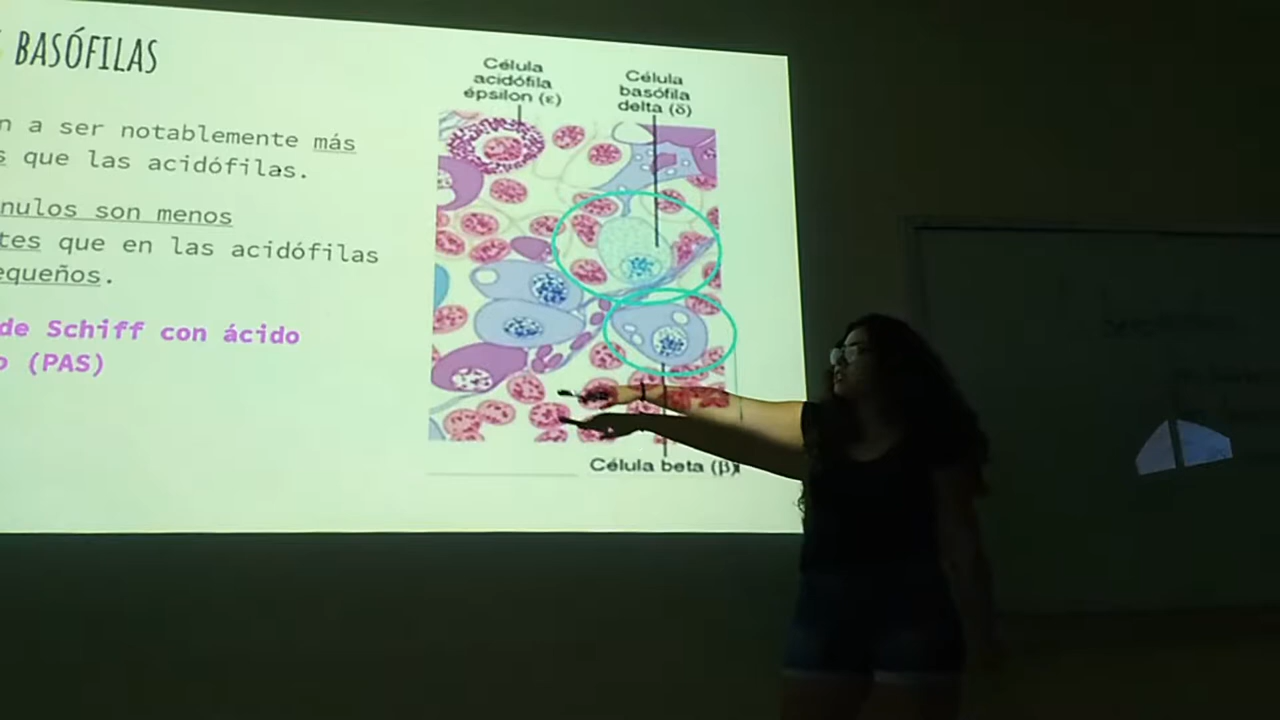 BASÓFILAS
n a ser notablemente más
s que las acidófilas.
nulos son menos
tes que en las acidófilas
equeños.
de Schiff con ácido
o (PAS)
Célula
acidófila
épsilon (ε)
Célula
basófila
delta (δ)
Célula beta (β)